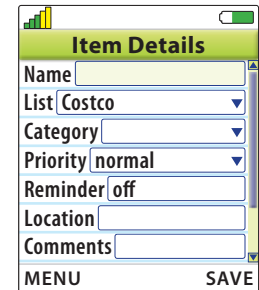 Item Details
Name
List Costco
Category
Priority normal
Reminder off
Location
Comments
MENU SAVE